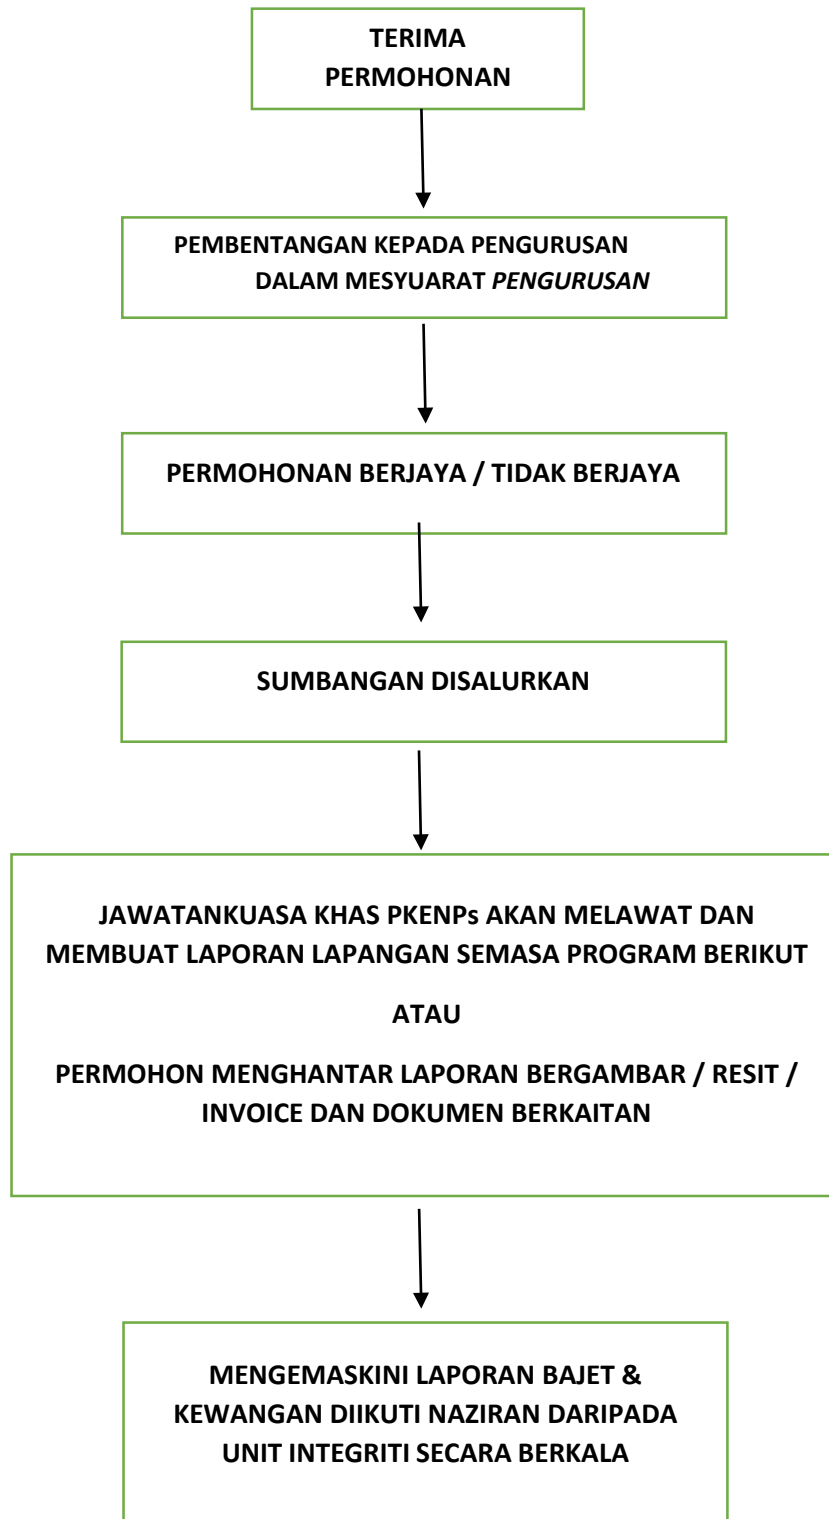 TERIMA
PERMOHONAN
PEMBENTANGAN KEPADA PENGURUSAN
DALAM MESYUARAT PENGURUSAN
PERMOHONAN BERJAYA / TIDAK BERJAYA
SUMBANGAN DISALURKAN
JAWATANKUASA KHAS PKENPs AKAN MELAWAT DAN
MEMBUAT LAPORAN LAPANGAN SEMASA PROGRAM BERIKUT
ATAU
PERMOHON MENGHANTAR LAPORAN BERGAMBAR / RESIT /
INVOICE DAN DOKUMEN BERKAITAN
MENGEMASKINI LAPORAN BAJET &
KEWANGAN DIIKUTI NAZIRAN DARIPADA
UNIT INTEGRITI SECARA BERKALA